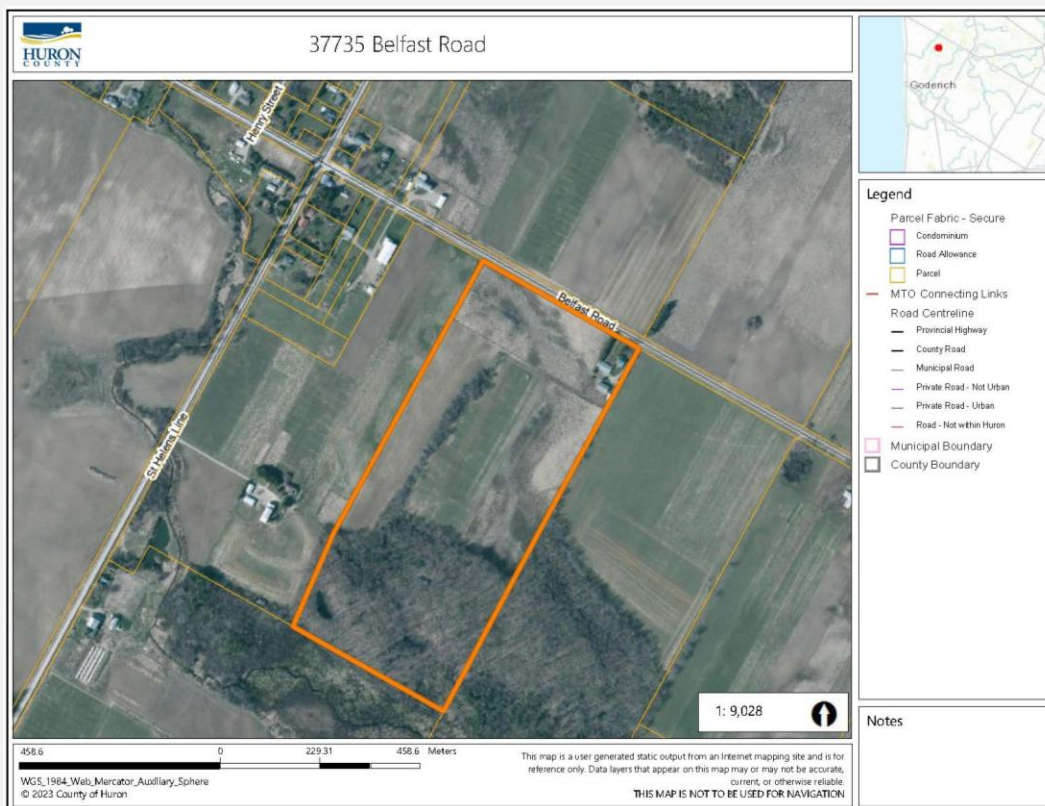 HURON
COUNTY
37735 Belfast Road
Goderich
Henry Street
Belfast Road
St Helens Line
Legend
Parcel Fabric - Secure
Condominium
Road Allowance
Parcel
MTO Connecting Links
Road Centreline
Provincial Highway
County Road
Municipal Road
Private Road - Not Urban
Private Road - Urban
Road - Not within Huron
Municipal Boundary
County Boundary
1: 9,028
Notes
458.6 0 229.31 458.6 Meters
WGS_1984_Web_Mercator_Auxiliary_Sphere
© 2023 County of Huron
This map is a user generated static output from an Internet mapping site and is for
reference only. Data layers that appear on this map may or may not be accurate,
current, or otherwise reliable.
THIS MAP IS NOT TO BE USED FOR NAVIGATION